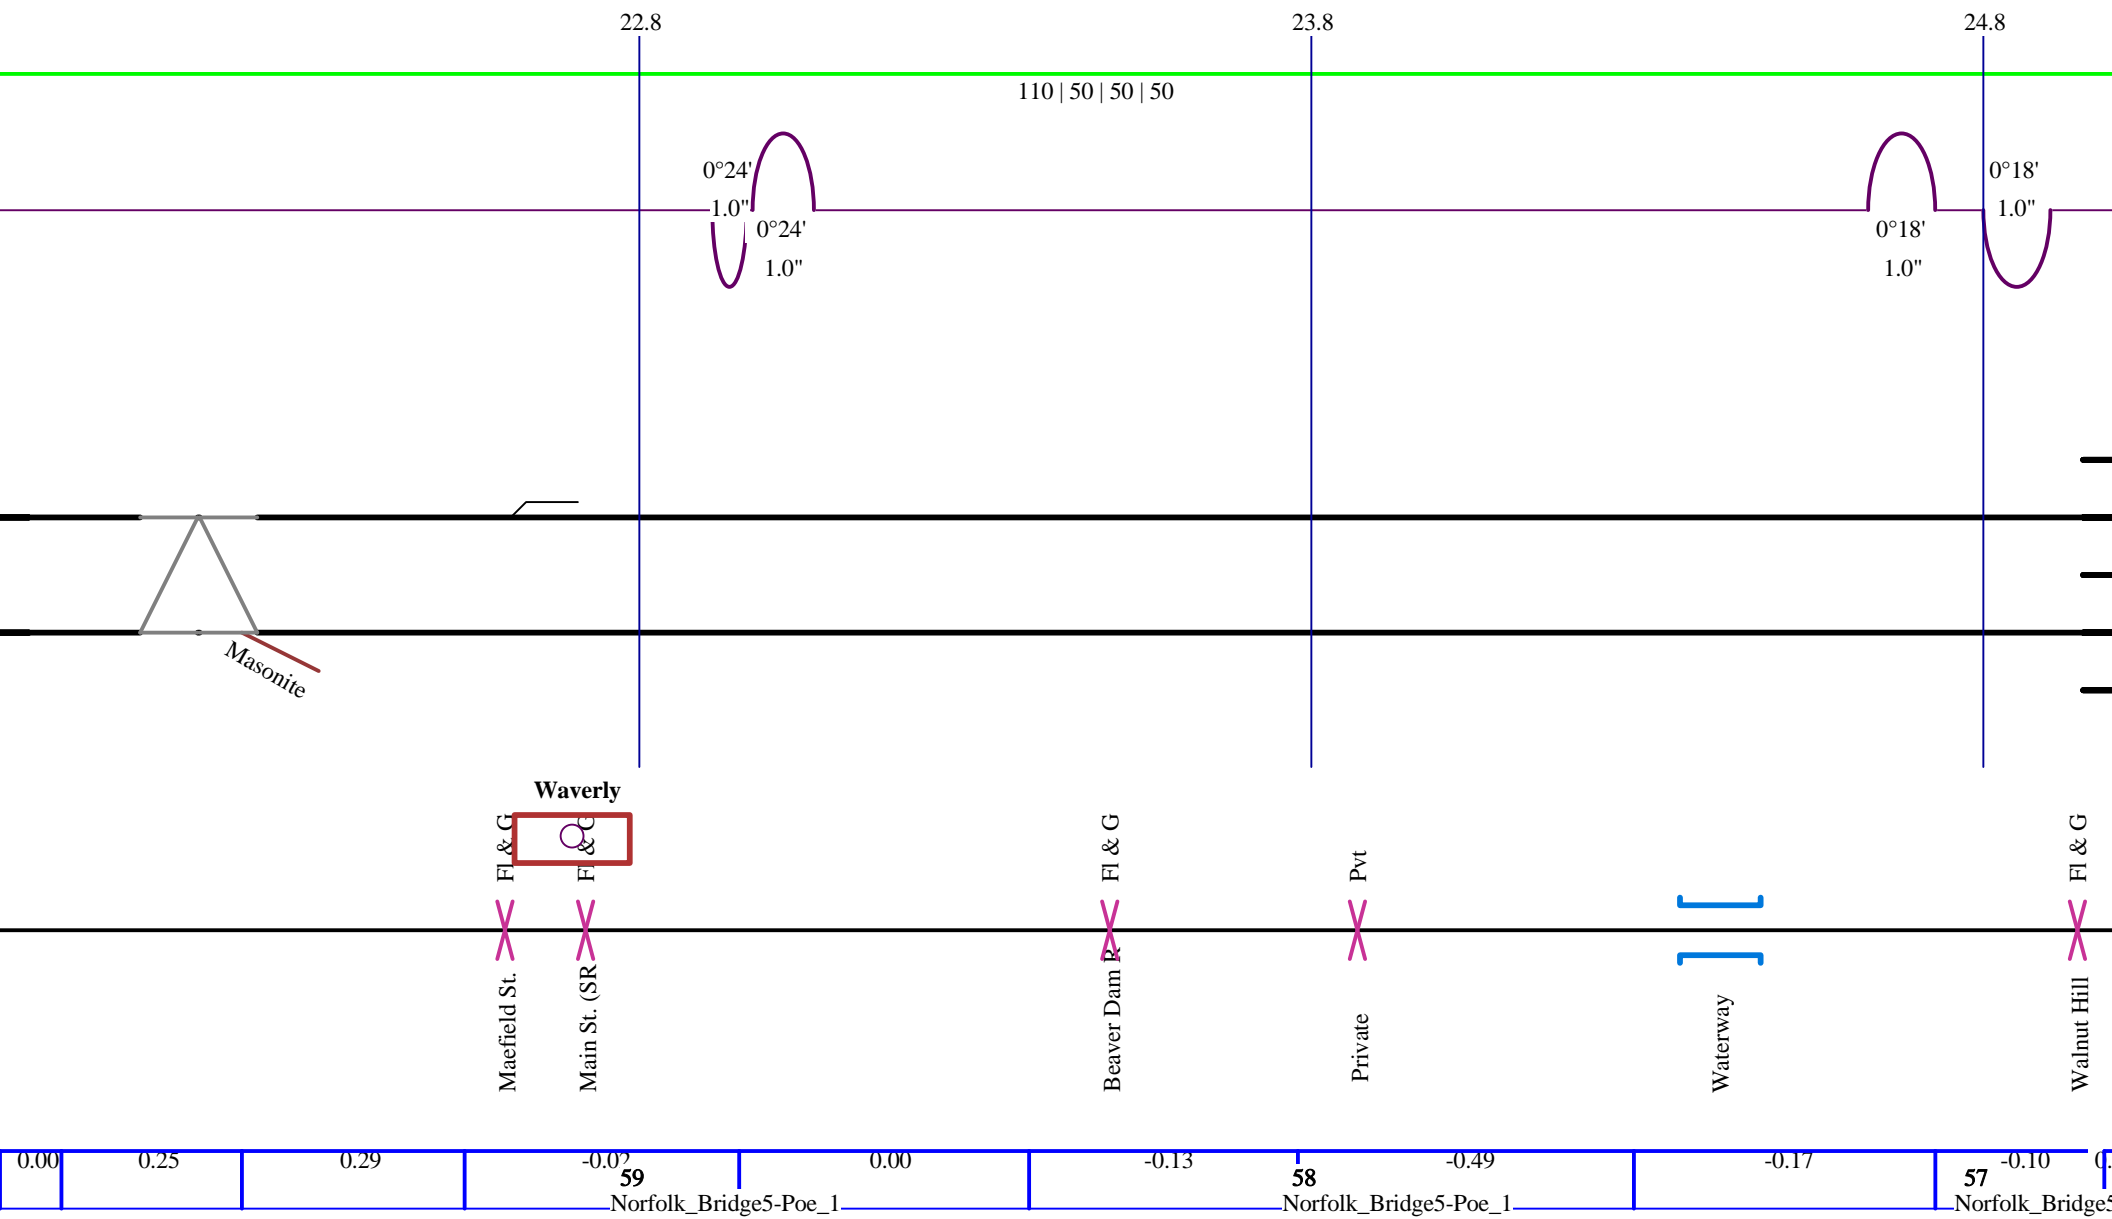 22.8
23.8
24.8
110 | 50 | 50 | 50
0°24'
1.0"
0°24'
1.0"
0°18'
1.0"
0°18'
1.0"
Masonite
Waverly
Fl & G
Fl & G
Fl & G
Pvt
Fl & G
Maefield St.
Main St. (SR
Beaver Dam R
Private
Waterway
Walnut Hill
0.00
0.25
0.29
-0.02
0.00
-0.13
-0.49
-0.17
-0.10
0.
59
58
57
Norfolk_Bridge5-Poe_1
Norfolk_Bridge5-Poe_1
Norfolk_Bridge5